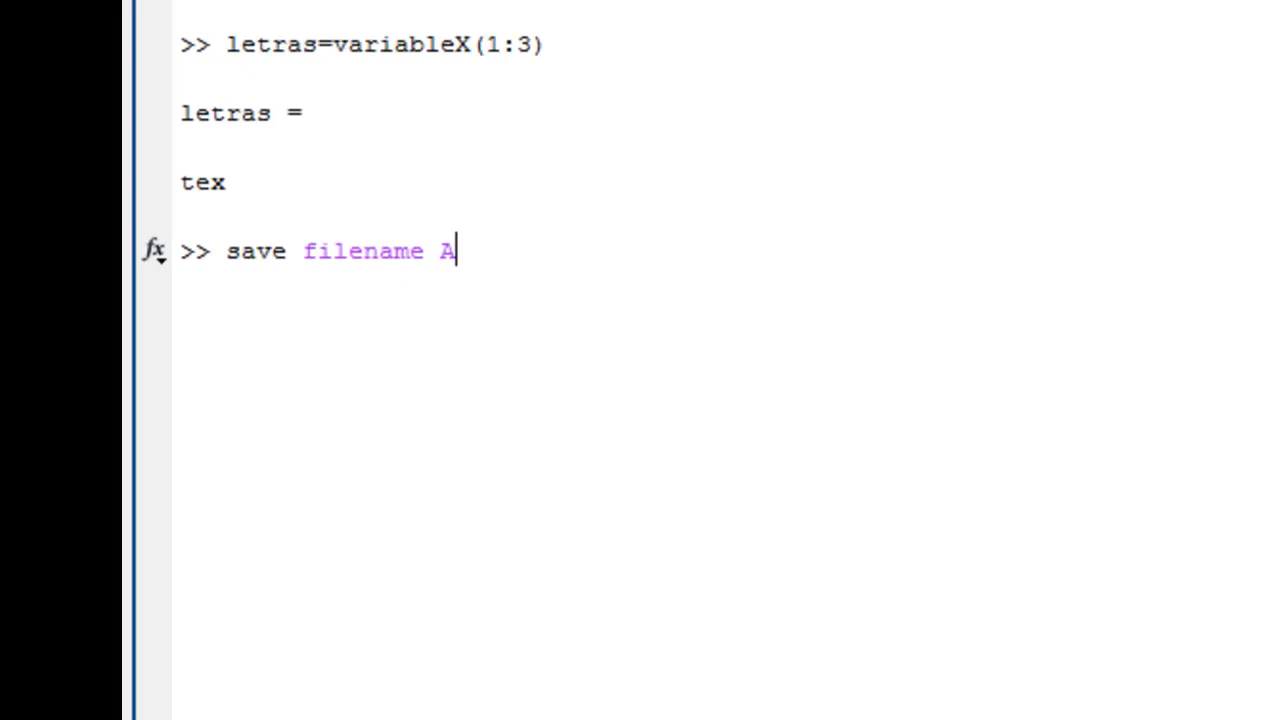 >> letras=variableX(1:3)
letras =
tex
fx >> save filename A